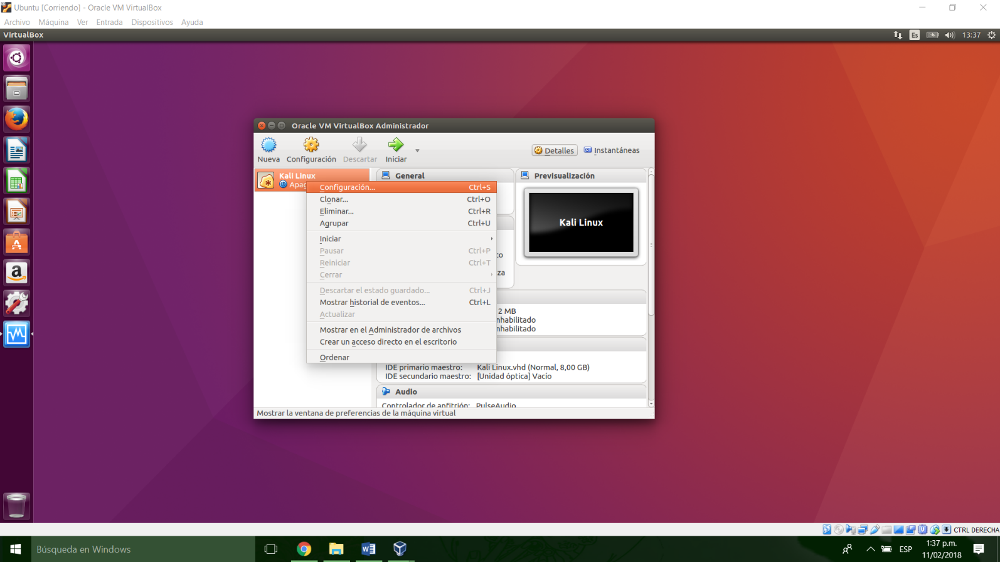 Ubuntu [Corriendo] - Oracle VM VirtualBox
Archivo Máquina Ver Entrada Dispositivos Ayuda
VirtualBox
Es
13:37
Oracle VM VirtualBox Administrador
Nueva
Configuración
Descartar
Iniciar
Detalles
Instantáneas
Kali Linux
Apag
General
Previsualización
Kali Linux
Configuración... Ctrl+S
Clonar... Ctrl+O
Eliminar... Ctrl+R
Agrupar Ctrl+U
Iniciar
Pausar Ctrl+P
Reiniciar Ctrl+T
Cerrar
Descartar el estado guardado... Ctrl+J
Mostrar historial de eventos... Ctrl+L
Actualizar
Mostrar en el Administrador de archivos
Crear un acceso directo en el escritorio
Ordenar
co
za
2 MB
nhabilitado
nhabilitado
IDE primario maestro: Kali Linux.vhd (Normal, 8,00 GB)
IDE secundario maestro: [Unidad óptica] Vacío
Audio
Controlador de anfitrión: PulseAudio
Mostrar la ventana de preferencias de la máquina virtual
CTRL DERECHA
Búsqueda en Windows
ESP
1:37 p.m.
11/02/2018